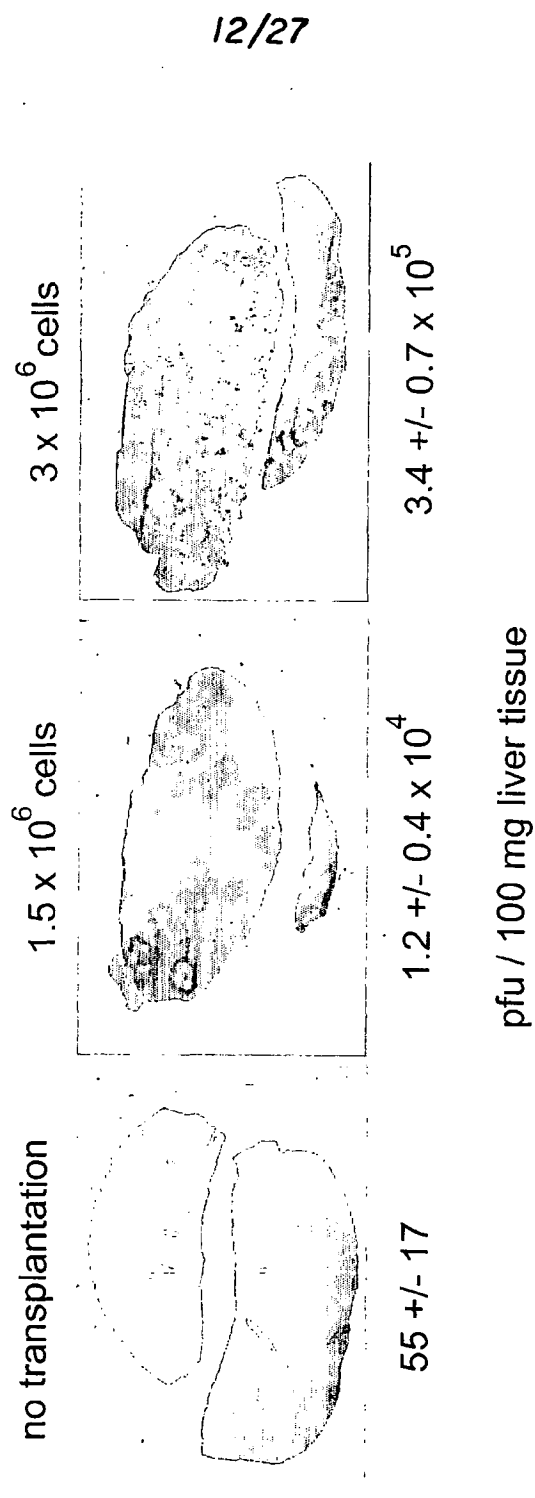 12/27
no transplantation
1.5 x 10^6 cells
3 x 10^6 cells
55 +/- 17
1.2 +/- 0.4 x 10^4
3.4 +/- 0.7 x 10^5
pfu / 100 mg liver tissue